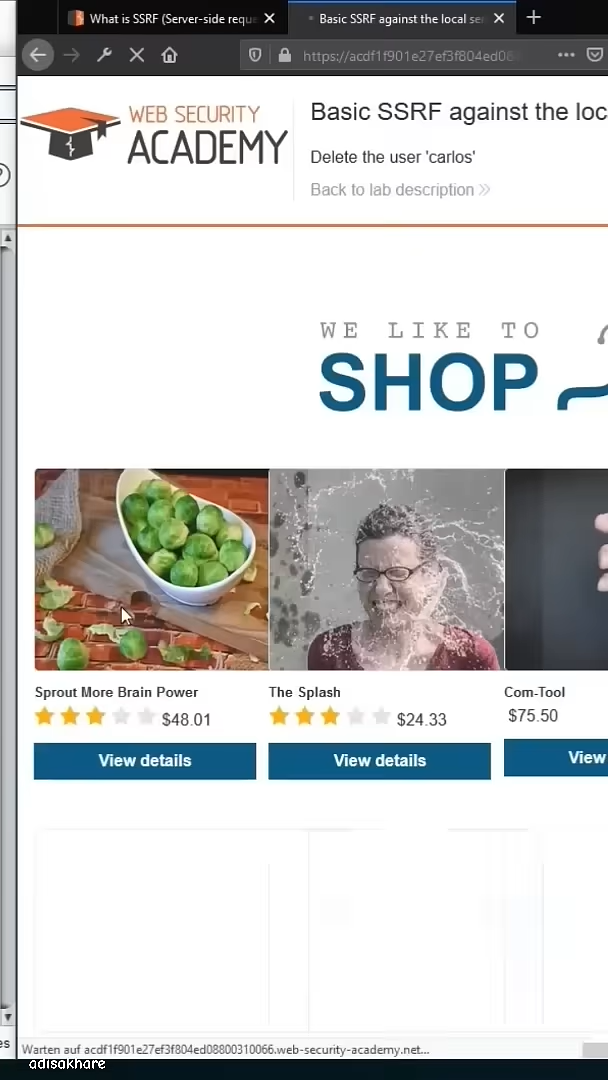 What is SSRF (Server-side reque
Basic SSRF against the local ser
https://acdf1f901e27ef3f804ed08
WEB SECURITY
ACADEMY
Basic SSRF against the loc
Delete the user 'carlos'
Back to lab description
WE LIKE TO
SHOP
Sprout More Brain Power
$48.01
View details
The Splash
$24.33
View details
Com-Tool
$75.50
View
es
Warten auf acdf1f901e27ef3f804ed08800310066.web-security-academy.net...
adisakhare